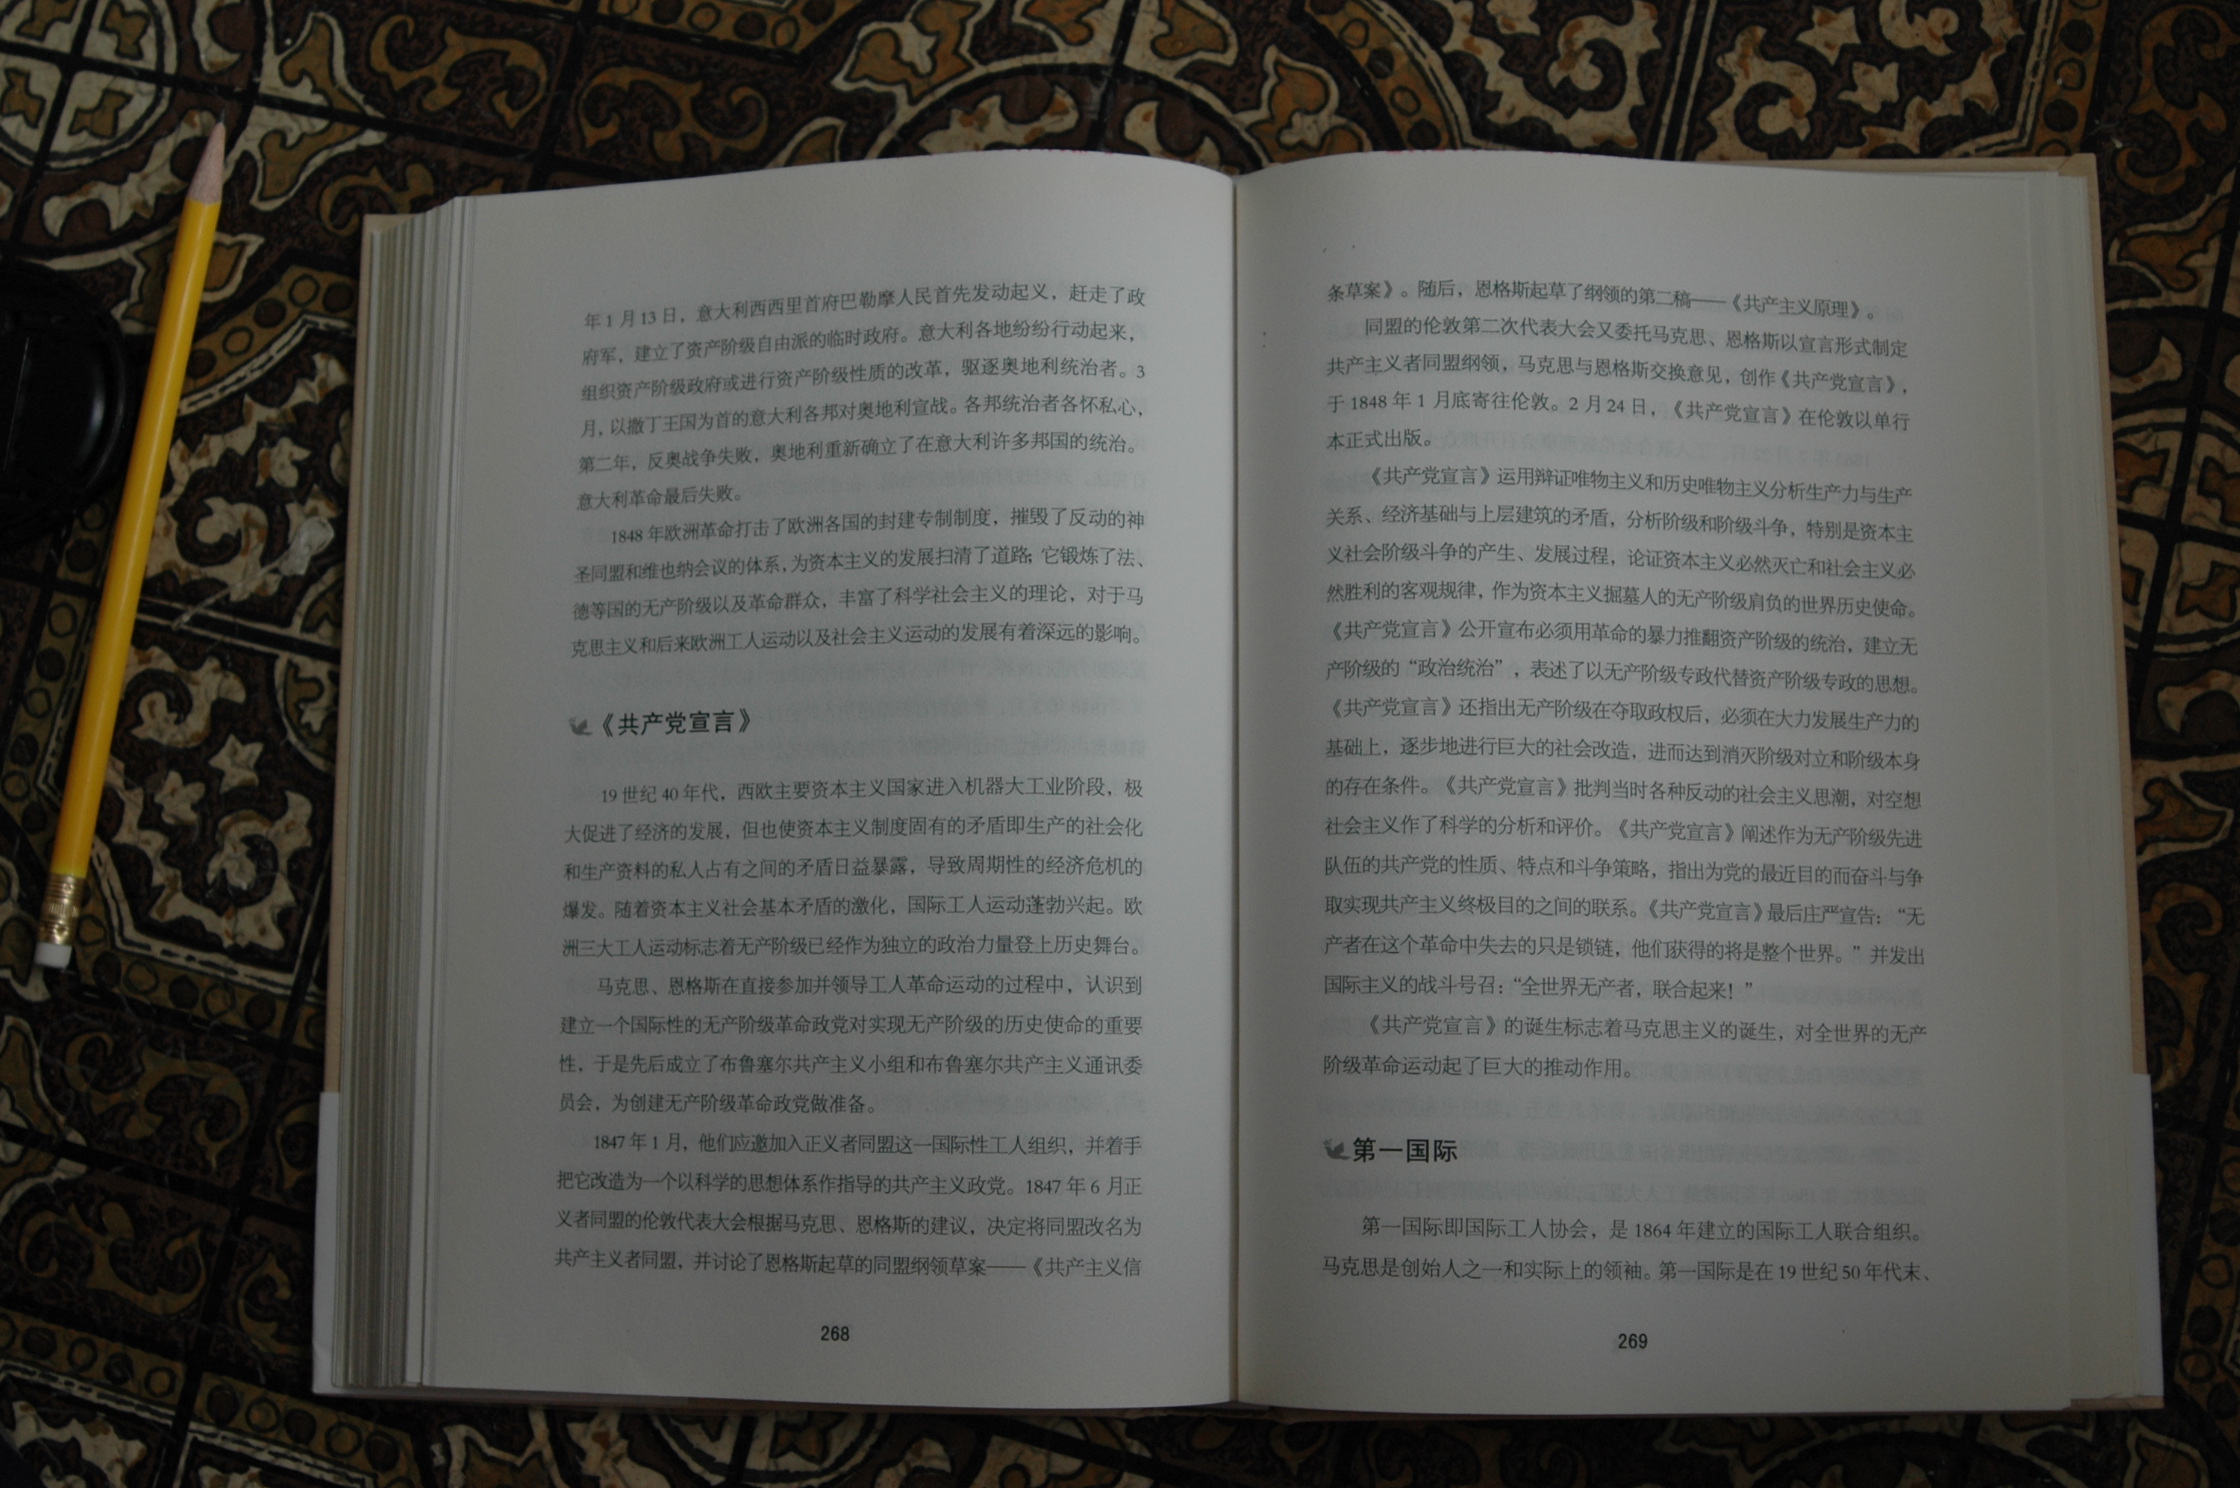 年1月13日，意大利西西里首府巴勒摩人民首先发动起义，赶走了政
府军，建立了资产阶级自由派的临时政府。意大利各地纷纷行动起来，
组织资产阶级政府或进行资产阶级性质的改革，驱逐奥地利统治者。3
月，以撒丁王国为首的意大利各邦对奥地利宣战。各邦统治者各怀私心，
第二年，反奥战争失败，奥地利重新确立了在意大利许多邦国的统治。
意大利革命最后失败。
1848年欧洲革命打击了欧洲各国的封建专制制度，摧毁了反动的神
圣同盟和维也纳会议的体系，为资本主义的发展扫清了道路；它锻炼了法、
德等国的无产阶级以及革命群众，丰富了科学社会主义的理论，对于马
克思主义和后来欧洲工人运动以及社会主义运动的发展有着深远的影响。
《共产党宣言》
19世纪40年代，西欧主要资本主义国家进入机器大工业阶段，极
大促进了经济的发展，但也使资本主义制度固有的矛盾即生产的社会化
和生产资料的私人占有之间的矛盾日益暴露，导致周期性的经济危机的
爆发。随着资本主义社会基本矛盾的激化，国际工人运动蓬勃兴起。欧
洲三大工人运动标志着无产阶级已经作为独立的政治力量登上历史舞台。
马克思、恩格斯在直接参加并领导工人革命运动的过程中，认识到
建立一个国际性的无产阶级革命政党对实现无产阶级的历史使命的重要
性，于是先后成立了布鲁塞尔共产主义小组和布鲁塞尔共产主义通讯委
员会，为创建无产阶级革命政党做准备。
1847年1月，他们应邀加入正义者同盟这一国际性工人组织，并着手
把它改造为一个以科学的思想体系作指导的共产主义政党。1847年6月正
义者同盟的伦敦代表大会根据马克思、恩格斯的建议，决定将同盟改名为
共产主义者同盟，并讨论了恩格斯起草的同盟纲领草案——《共产主义信
268
条草案》。随后，恩格斯起草了纲领的第二稿——《共产主义原理》。
同盟的伦敦第二次代表大会又委托马克思、恩格斯以宣言形式制定
共产主义者同盟纲领，马克思与恩格斯交换意见，创作《共产党宣言》，
于1848年1月底寄往伦敦。2月24日，《共产党宣言》在伦敦以单行
本正式出版。
《共产党宣言》运用辩证唯物主义和历史唯物主义分析生产力与生产
关系、经济基础与上层建筑的矛盾，分析阶级和阶级斗争，特别是资本主
义社会阶级斗争的产生、发展过程，论证资本主义必然灭亡和社会主义必
然胜利的客观规律，作为资本主义掘墓人的无产阶级肩负的世界历史使命。
《共产党宣言》公开宣布必须用革命的暴力推翻资产阶级的统治，建立无
产阶级的“政治统治”，表述了以无产阶级专政代替资产阶级专政的思想。
《共产党宣言》还指出无产阶级在夺取政权后，必须在大力发展生产力的
基础上，逐步地进行巨大的社会改造，进而达到消灭阶级对立和阶级本身
的存在条件。《共产党宣言》批判当时各种反动的社会主义思潮，对空想
社会主义作了科学的分析和评价。《共产党宣言》阐述作为无产阶级先进
队伍的共产党的性质、特点和斗争策略，指出为党的最近目的而奋斗与争
取实现共产主义终极目的之间的联系。《共产党宣言》最后庄严宣告：“无
产者在这个革命中失去的只是锁链，他们获得的将是整个世界。”并发出
国际主义的战斗号召：“全世界无产者，联合起来！”
《共产党宣言》的诞生标志着马克思主义的诞生，对全世界的无产
阶级革命运动起了巨大的推动作用。
第一国际
第一国际即国际工人协会，是1864年建立的国际工人联合组织。
马克思是创始人之一和实际上的领袖。第一国际是在19世纪50年代末、
269